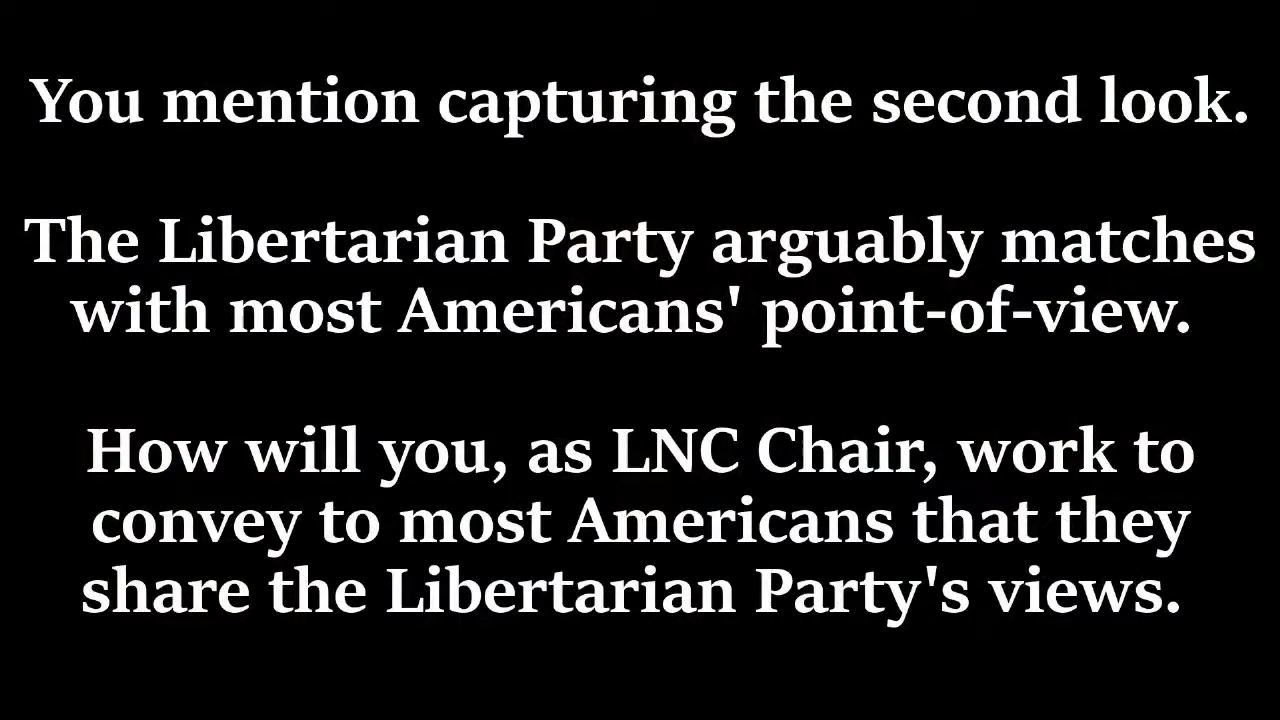 You mention capturing the second look.
The Libertarian Party arguably matches
with most Americans' point-of-view.
How will you, as LNC Chair, work to
convey to most Americans that they
share the Libertarian Party's views.